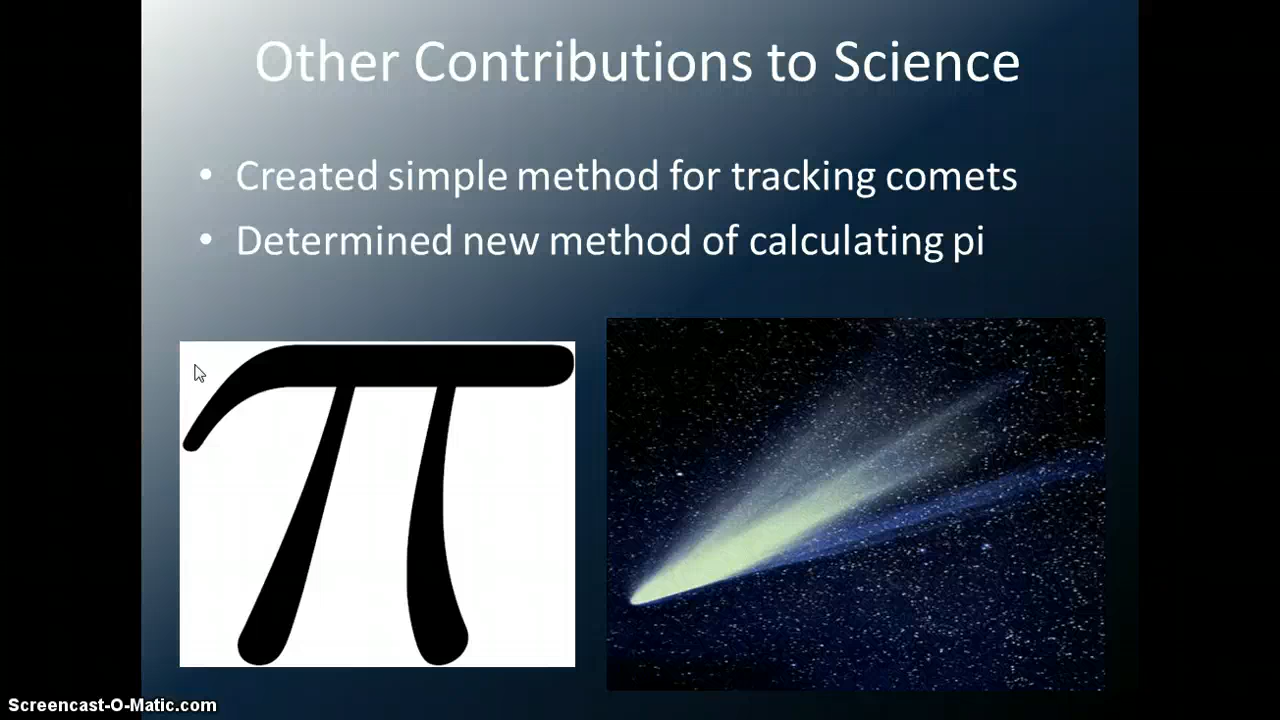 Other Contributions to Science
• Created simple method for tracking comets
• Determined new method of calculating pi
π
Screencast-O-Matic.com